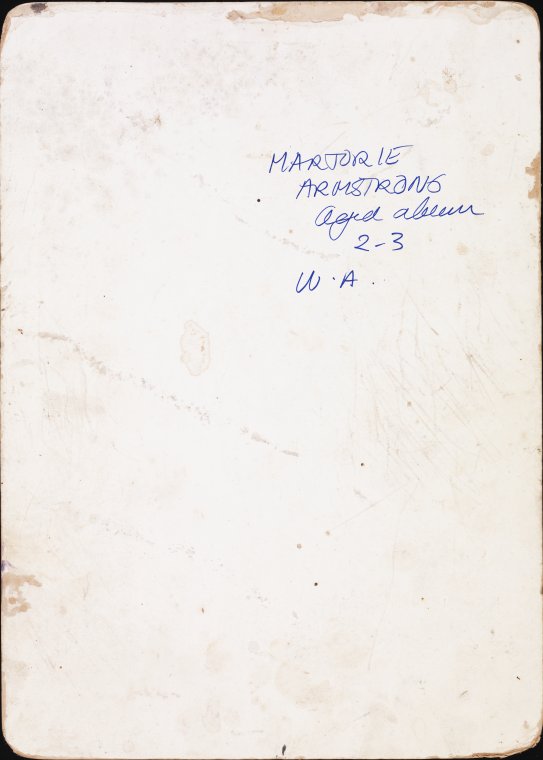 MARJORIE
ARMSTRONG
Aged about
2-3
W.A.